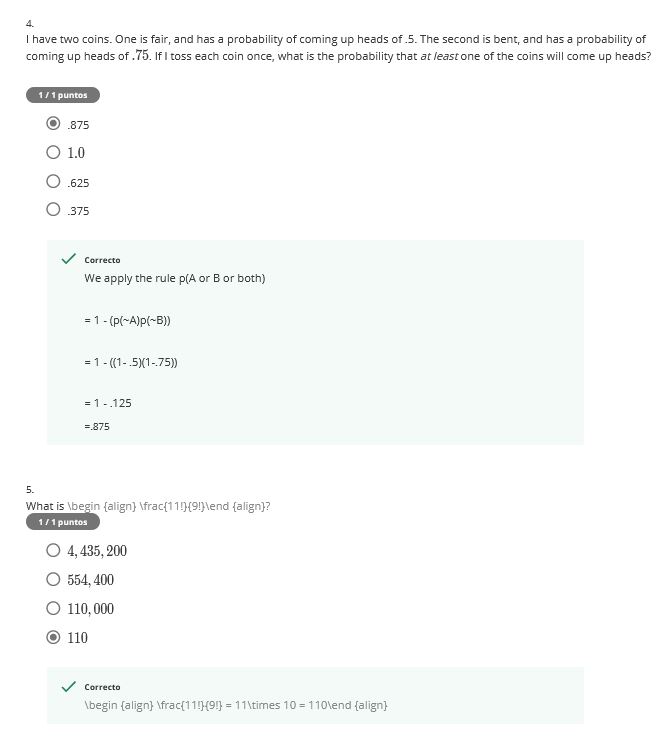 4.
I have two coins. One is fair, and has a probability of coming up heads of .5. The second is bent, and has a probability of
coming up heads of .75. If I toss each coin once, what is the probability that at least one of the coins will come up heads?
1 / 1 puntos
.875
1.0
.625
.375
Correcto
We apply the rule p(A or B or both)
= 1 - (p(~A)p(~B))
= 1 - ((1- .5)(1-.75))
= 1 - .125
=.875
5.
What is \begin {align} \frac{11!}{9!}\end {align}?
1 / 1 puntos
4, 435, 200
554, 400
110, 000
110
Correcto
\begin {align} \frac{11!}{9!} = 11\times 10 = 110\end {align}